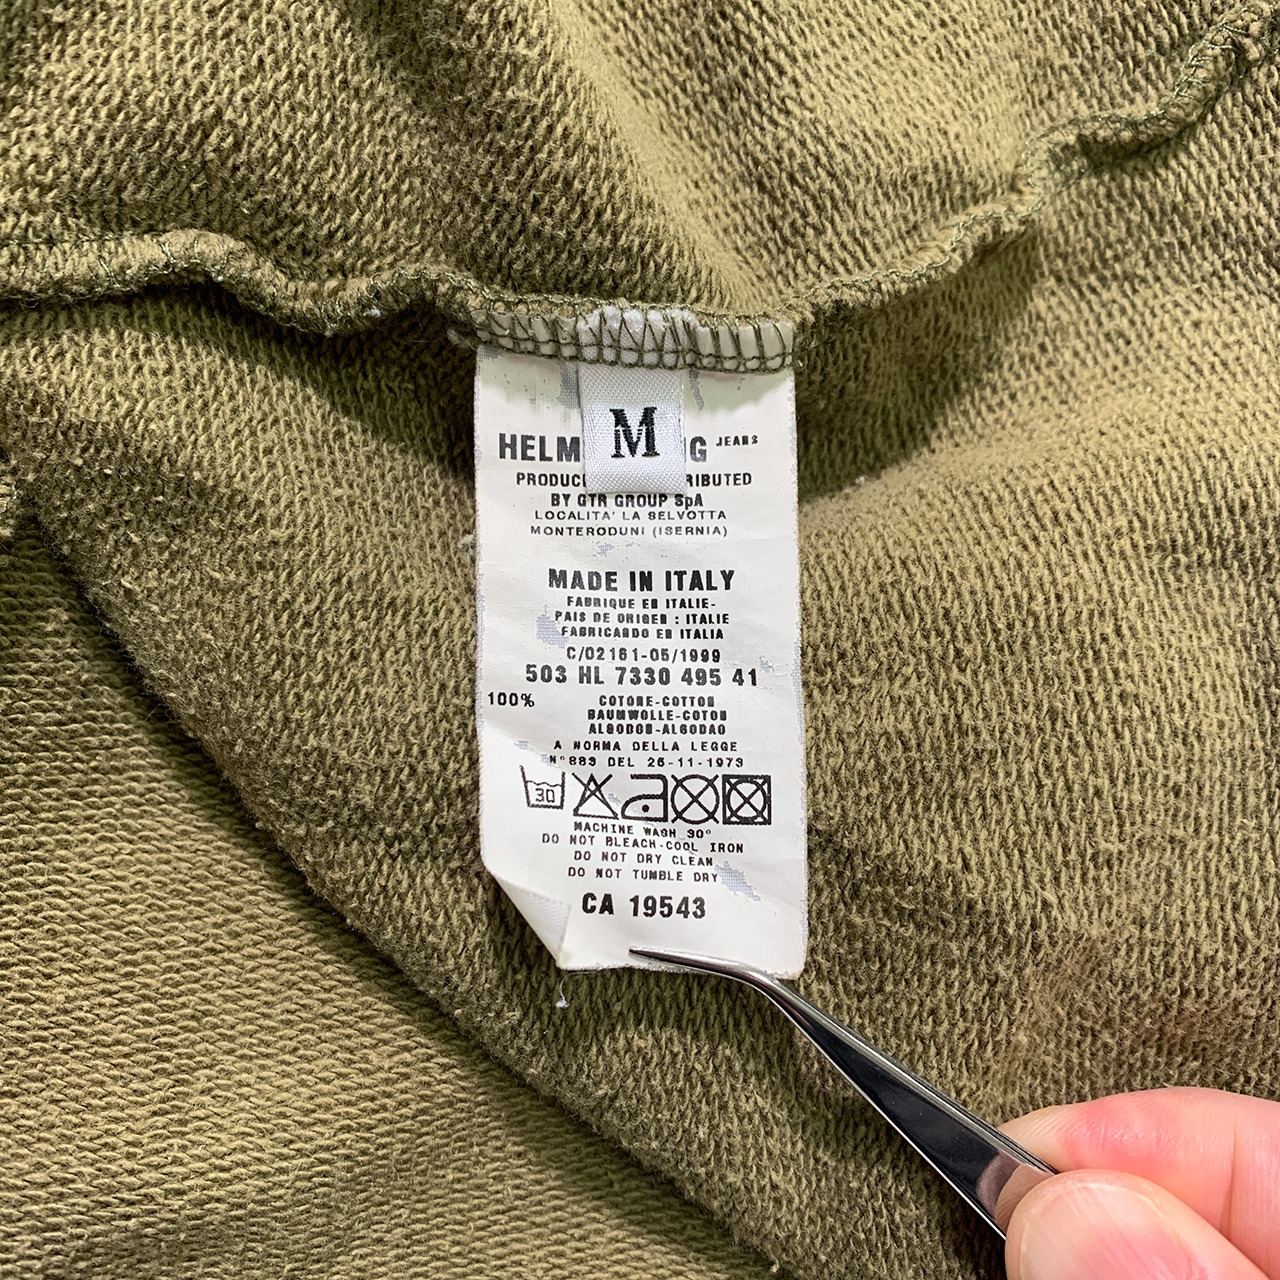 M
HELM G JEANS
PRODUC RIBUTED
BY GTR GROUP SpA
LOCALITA' LA SELVOTTA
MONTERODUNI (ISERNIA)
MADE IN ITALY
FABRIQUE EN ITALIE-
PAIS DE ORIGEN : ITALIE
FABRICANDO EN ITALIA
C/02161-05/1999
503 HL 7330 495 41
100% COTONE-COTTON
BAUMWOLLE-COTON
ALGODON-ALGODAO
A NORMA DELLA LEGGE
N°883 DEL 26-11-1973
30
MACHINE WASH 30°
DO NOT BLEACH-COOL IRON
DO NOT DRY CLEAN
DO NOT TUMBLE DRY
CA 19543